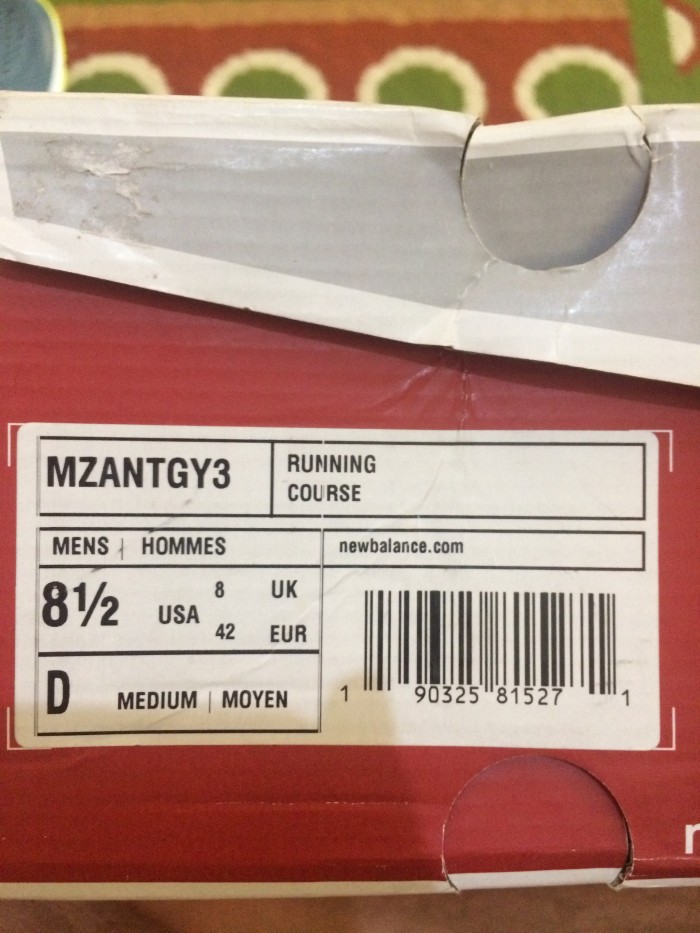 MZANTGY3
RUNNING
COURSE
MENS | HOMMES
newbalance.com
8½ USA
8 UK
42 EUR
D MEDIUM | MOYEN
1 90325 81527 1